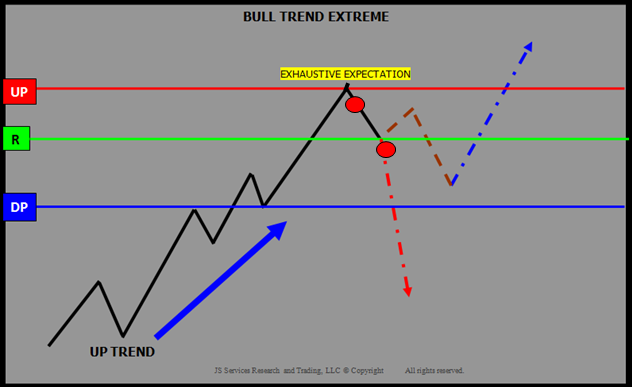 BULL TREND EXTREME
EXHAUSTIVE EXPECTATION
UP
R
DP
UP TREND
JS Services Research and Trading, LLC © Copyright All rights reserved.